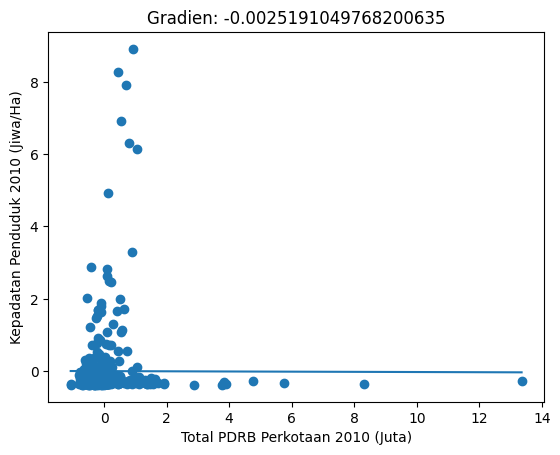 Gradien: -0.0025191049768200635
Kepadatan Penduduk 2010 (Jiwa/Ha)
8
6
4
2
0
0 2 4 6 8 10 12 14
Total PDRB Perkotaan 2010 (Juta)